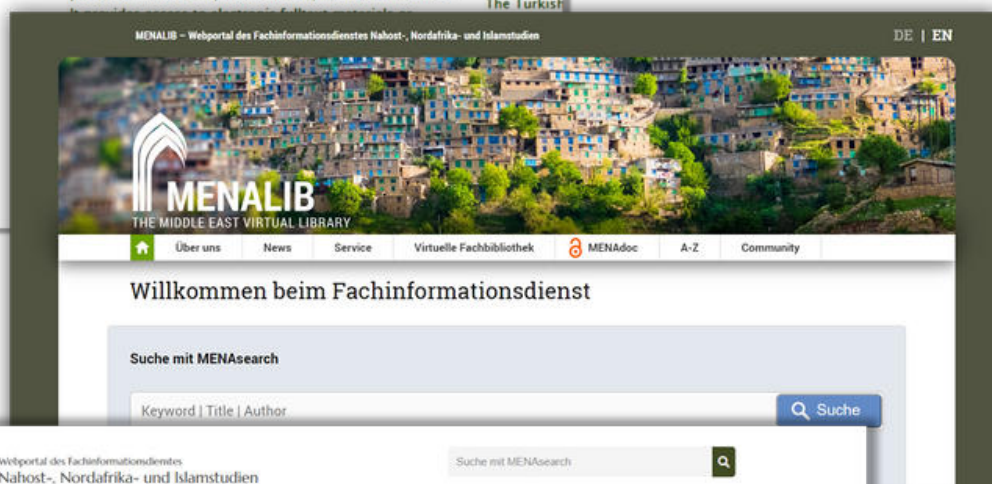 The Turkish
MENALIB – Webportal des Fachinformationsdienstes Nahost-, Nordafrika- und Islamstudien
DE | EN
MENALIB
THE MIDDLE EAST VIRTUAL LIBRARY
Über uns News Service Virtuelle Fachbibliothek MENAdoc A-Z Community
Willkommen beim Fachinformationsdienst
Suche mit MENAsearch
Keyword | Title | Author
Suche
Webportal des Fachinformationsdienstes
Nahost-, Nordafrika- und Islamstudien
Suche mit MENAsearch